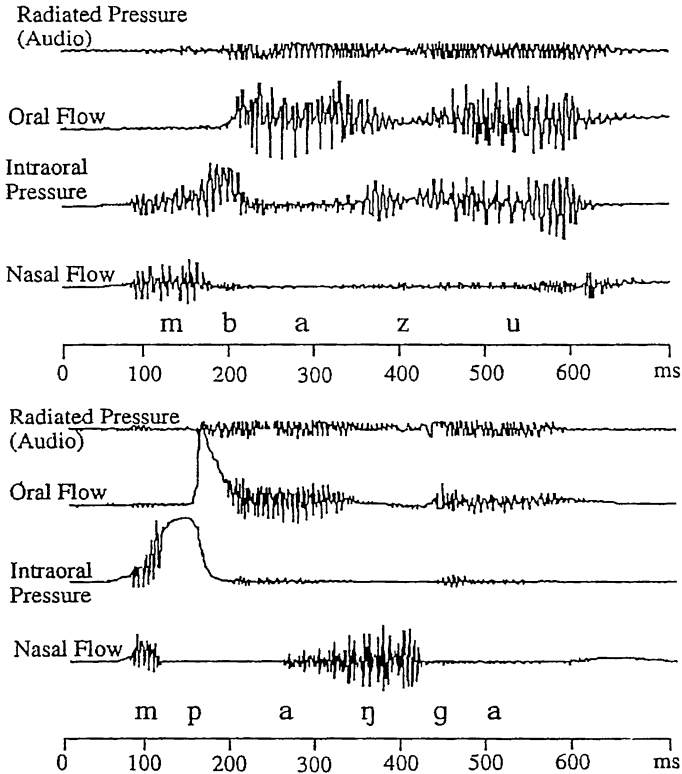 Radiated Pressure
(Audio)
Oral Flow
Intraoral
Pressure
Nasal Flow
m b a z u
0 100 200 300 400 500 600 ms
Radiated Pressure
(Audio)
Oral Flow
Intraoral
Pressure
Nasal Flow
m p a ŋ g a
0 100 200 300 400 500 600 ms